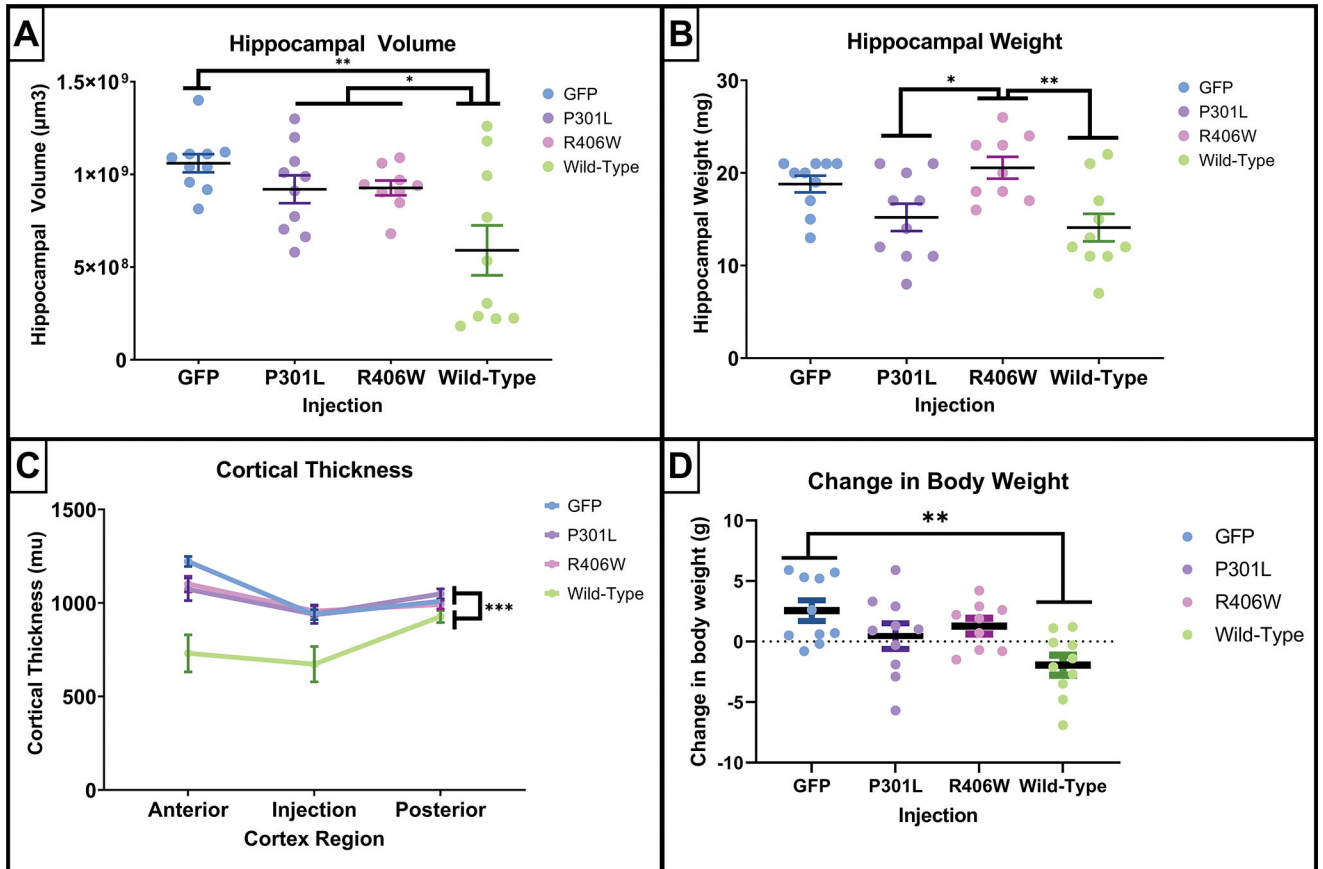 A
Hippocampal Volume
Hippocampal Volume (µm3)
1.5×10⁹
1×10⁹
5×10⁸
0
**
*
GFP
P301L
R406W
Wild-Type
GFP P301L R406W Wild-Type
Injection
B
Hippocampal Weight
Hippocampal Weight (mg)
30
20
10
0
*
**
GFP
P301L
R406W
Wild-Type
GFP P301L R406W Wild-Type
Injection
C
Cortical Thickness
Cortical Thickness (mu)
1500
1000
500
0
***
GFP
P301L
R406W
Wild-Type
Anterior Injection Posterior
Cortex Region
D
Change in Body Weight
Change in body weight (g)
10
5
0
-5
-10
**
GFP
P301L
R406W
Wild-Type
GFP P301L R406W Wild-Type
Injection